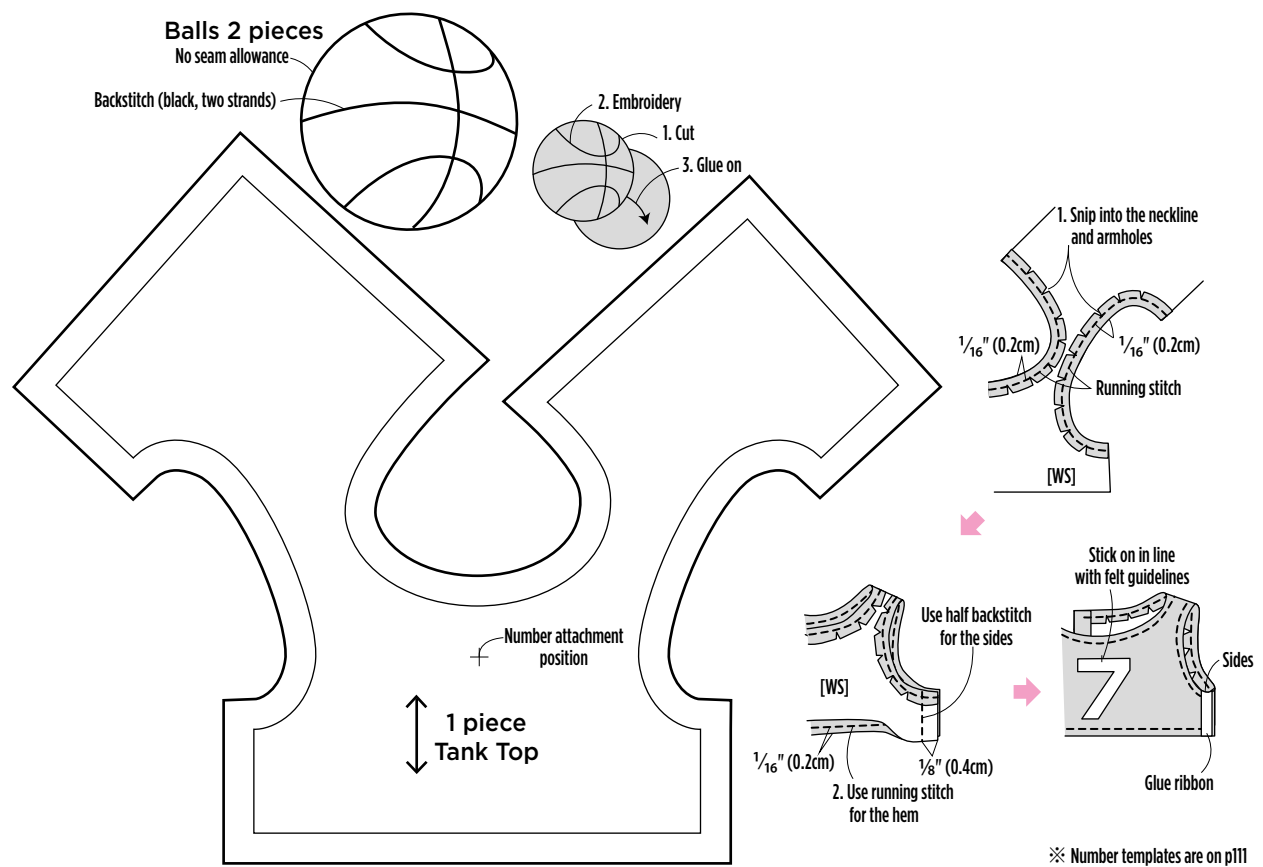 Balls 2 pieces
No seam allowance
Backstitch (black, two strands)
2. Embroidery
1. Cut
3. Glue on
1. Snip into the neckline
and armholes
1/16" (0.2cm)
1/16" (0.2cm)
Running stitch
[WS]
Number attachment
position
1 piece
Tank Top
Use half backstitch
for the sides
[WS]
1/16" (0.2cm)
1/8" (0.4cm)
2. Use running stitch
for the hem
Stick on in line
with felt guidelines
7
Sides
Glue ribbon
※ Number templates are on p111